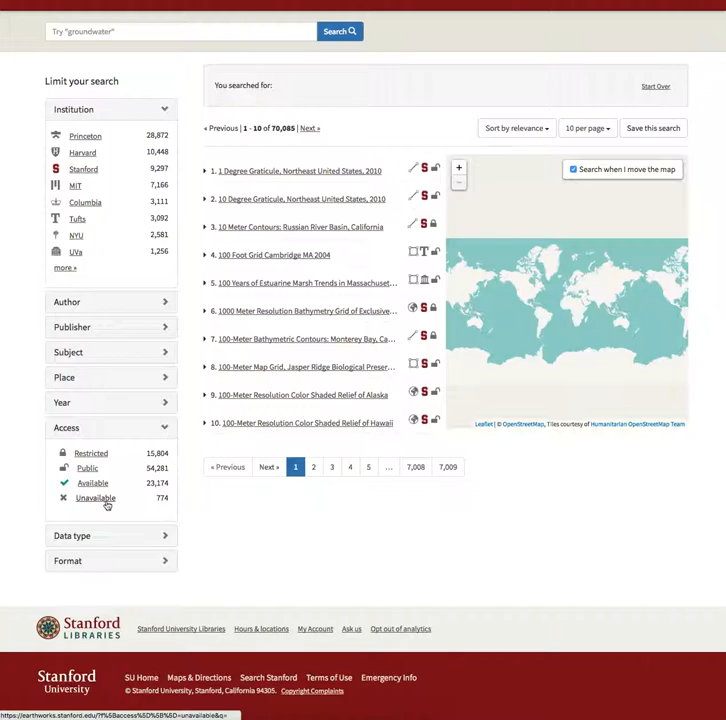 Try "groundwater"
Search
Limit your search
You searched for:
Start Over
Institution
« Previous | 1 - 10 of 70,085 | Next »
Sort by relevance
10 per page
Save this search
Princeton 28,872
Harvard 10,448
Stanford 9,297
MIT 7,166
Columbia 3,111
Tufts 3,092
NYU 2,581
UVa 1,256
more »
Author
Publisher
Subject
Place
Year
Access
Restricted 15,804
Public 54,281
Available 23,174
Unavailable 774
Data type
Format
1. 1 Degree Graticule, Northeast United States, 2010
2. 10 Degree Graticule, Northeast United States, 2010
3. 10 Meter Contours: Russian River Basin, California
4. 100 Foot Grid Cambridge MA 2004
5. 100 Years of Estuarine Marsh Trends in Massachuset...
6. 1000 Meter Resolution Bathymetry Grid of Exclusive...
7. 100-Meter Bathymetric Contours: Monterey Bay, Ca...
8. 100-Meter Map Grid, Jasper Ridge Biological Preser...
9. 100-Meter Resolution Color Shaded Relief of Alaska
10. 100-Meter Resolution Color Shaded Relief of Hawaii
+
−
Search when I move the map
Leaflet | © OpenStreetMap, Tiles courtesy of Humanitarian OpenStreetMap Team
« Previous Next » 1 2 3 4 5 ... 7,008 7,009
Stanford
LIBRARIES
Stanford University Libraries Hours & locations My Account Ask us Opt out of analytics
Stanford
University
SU Home Maps & Directions Search Stanford Terms of Use Emergency Info
© Stanford University, Stanford, California 94305. Copyright Complaints
https://earthworks.stanford.edu/?f%5Baccess%5D%5B%5D=unavailable&q=